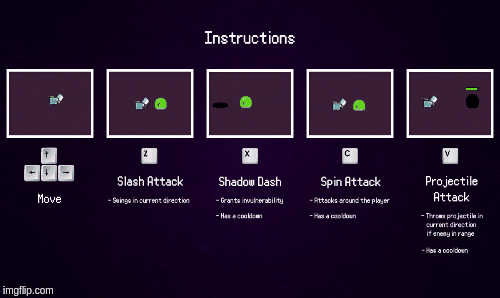 Instructions
↑
← ↓ →
Move
Z
Slash Attack
- Swings in current direction
X
Shadow Dash
- Grants invulnerability
- Has a cooldown
C
Spin Attack
- Attacks around the player
- Has a cooldown
V
Projectile
Attack
- Throws projectile in
current direction
if enemy in range
- Has a cooldown
imgflip.com